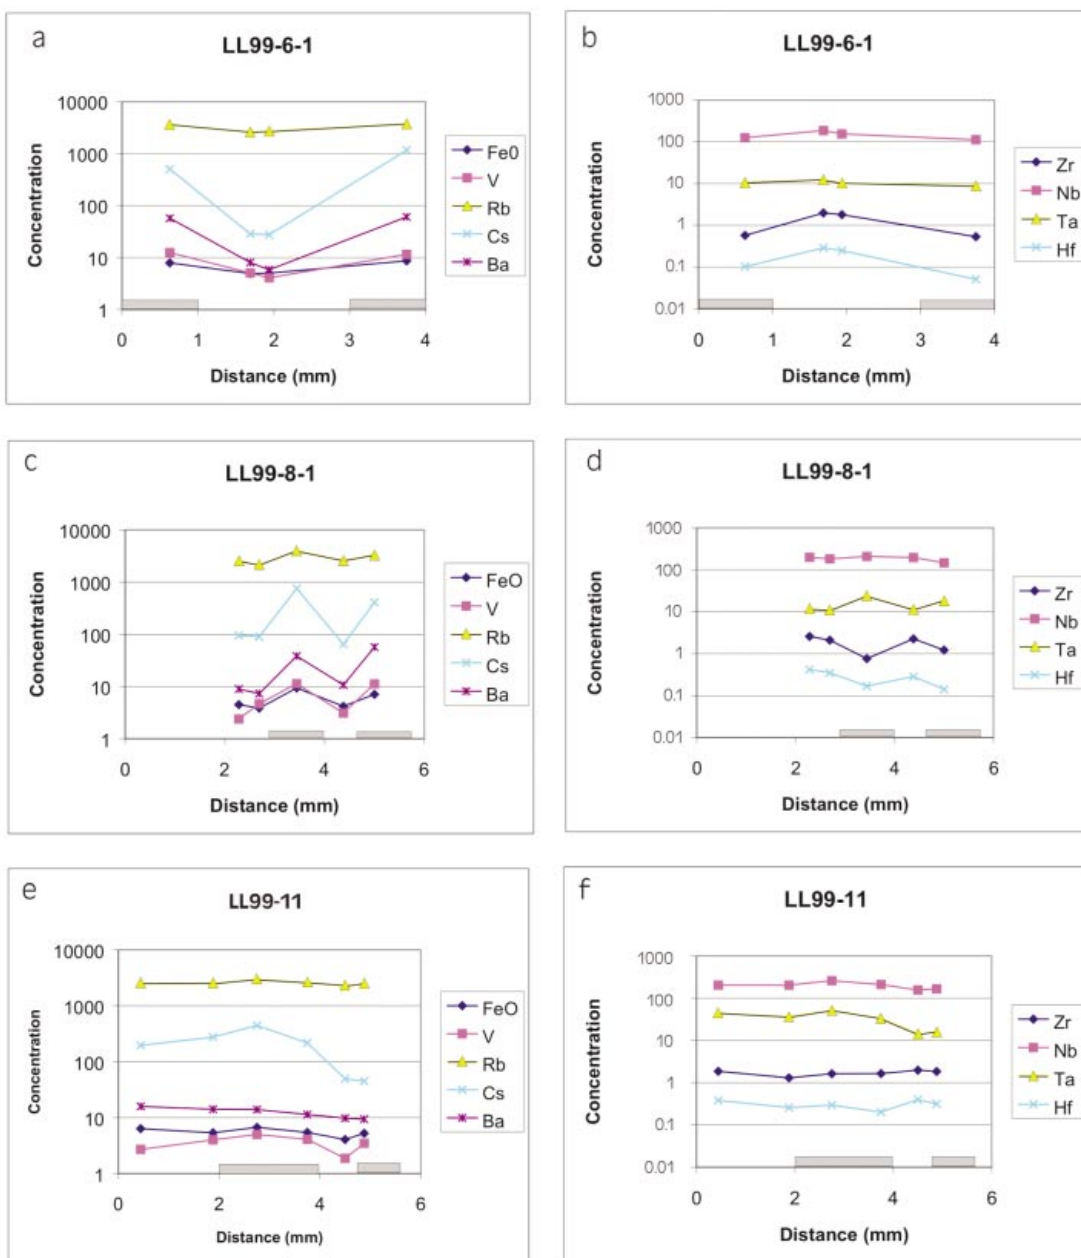 a
LL99-6-1
Concentration
10000
1000
100
10
1
0
1
2
3
4
Distance (mm)
Fe0
V
Rb
Cs
Ba
b
LL99-6-1
Concentration
1000
100
10
1
0.1
0.01
0
1
2
3
4
Distance (mm)
Zr
Nb
Ta
Hf
c
LL99-8-1
Concentration
10000
1000
100
10
1
0
2
4
6
Distance (mm)
FeO
V
Rb
Cs
Ba
d
LL99-8-1
Concentration
1000
100
10
1
0.1
0.01
0
2
4
6
Distance (mm)
Zr
Nb
Ta
Hf
e
LL99-11
Concentration
10000
1000
100
10
1
0
2
4
6
Distance (mm)
FeO
V
Rb
Cs
Ba
f
LL99-11
Concentration
1000
100
10
1
0.1
0.01
0
2
4
6
Distance (mm)
Zr
Nb
Ta
Hf